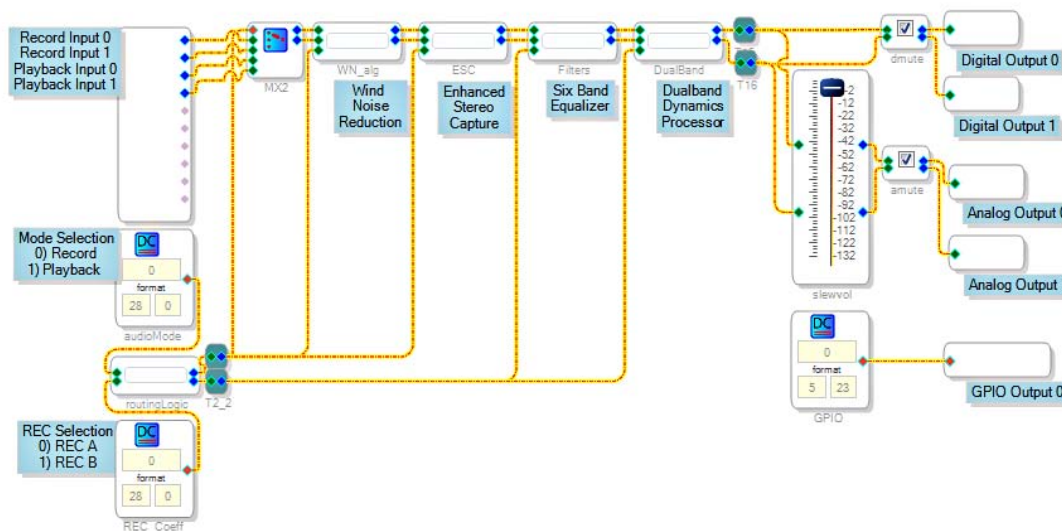 Record Input 0
Record Input 1
Playback Input 0
Playback Input 1
MX2
WN_alg
Wind
Noise
Reduction
ESC
Enhanced
Stereo
Capture
Filters
Six Band
Equalizer
DualBand
Dualband
Dynamics
Processor
T16
dmute
Digital Output 0
Digital Output 1
-2
-12
-22
-32
-42
-52
-62
-72
-82
-92
-102
-112
-122
-132
slewvol
amute
Analog Output 0
Analog Output
Mode Selection
0) Record
1) Playback
DC
0
format
28 0
audioMode
routingLogic
T2_2
REC Selection
0) REC A
1) REC B
DC
0
format
28 0
REC_Coeff
DC
0
format
5 23
GPIO
GPIO Output 0